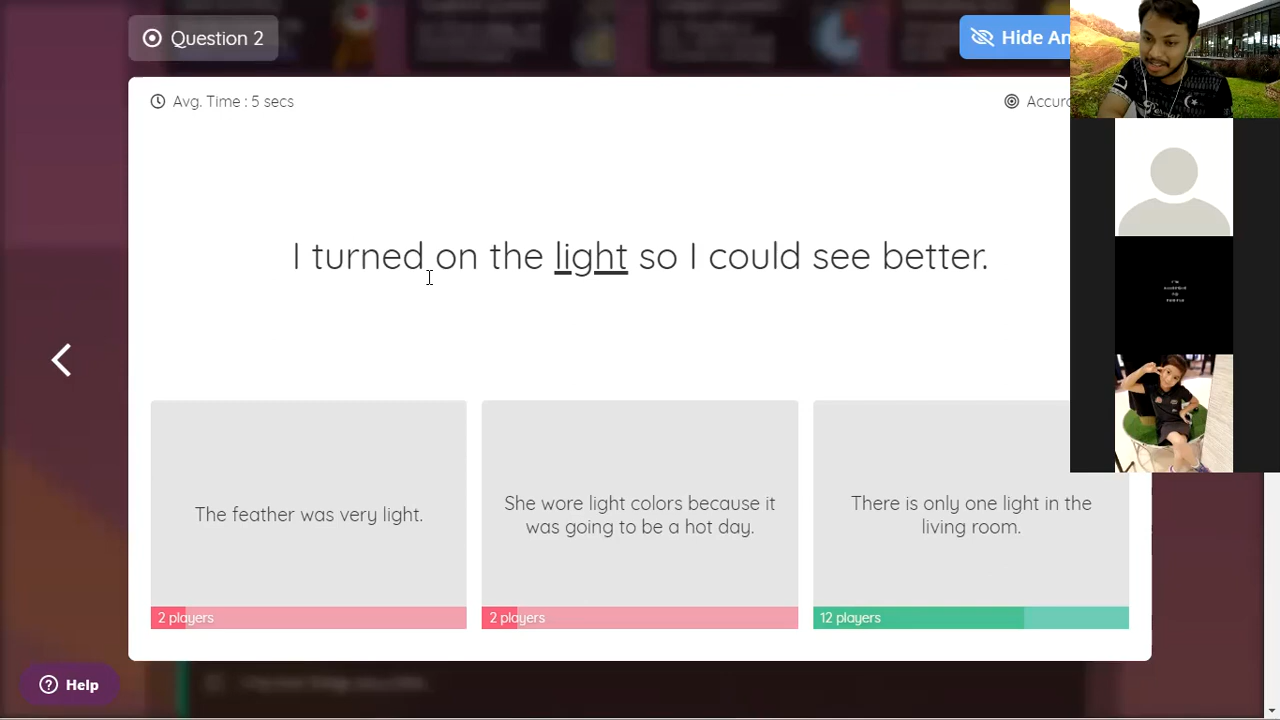 Question 2
Hide An
Avg. Time : 5 secs
Accur
I turned on the light so I could see better.
The feather was very light.
She wore light colors because it
was going to be a hot day.
There is only one light in the
living room.
2 players
2 players
12 players
Help